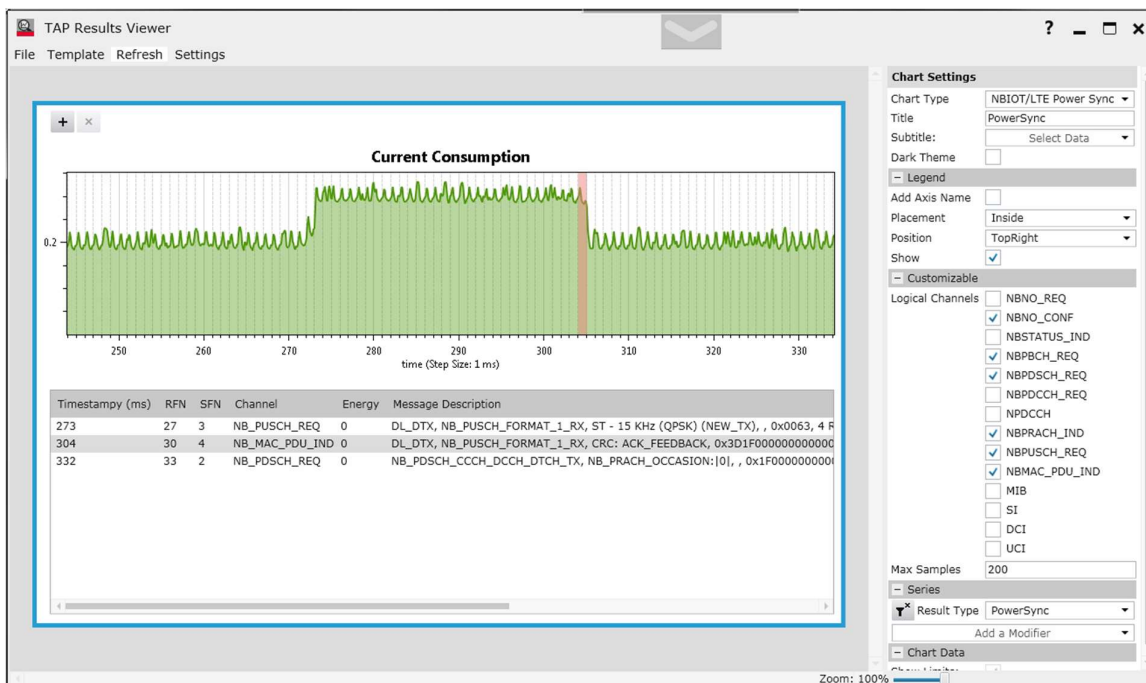 TAP Results Viewer
?
File Template Refresh Settings
+ ×
Current Consumption
0.2
250 260 270 280 290 300 310 320 330
time (Step Size: 1 ms)
Timestampy (ms) RFN SFN Channel Energy Message Description
273 27 3 NB_PUSCH_REQ 0 DL_DTX, NB_PUSCH_FORMAT_1_RX, ST - 15 KHz (QPSK) (NEW_TX), , 0x0063, 4 R
304 30 4 NB_MAC_PDU_IND 0 DL_DTX, NB_PUSCH_FORMAT_1_RX, CRC: ACK_FEEDBACK, 0x3D1F00000000000
332 33 2 NB_PDSCH_REQ 0 NB_PDSCH_CCCH_DCCH_DTCH_TX, NB_PRACH_OCCASION:|0|, , 0x1F0000000000
Chart Settings
Chart Type NBIOT/LTE Power Sync
Title PowerSync
Subtitle: Select Data
Dark Theme
− Legend
Add Axis Name
Placement Inside
Position TopRight
Show
− Customizable
Logical Channels NBNO_REQ
NBNO_CONF
NBSTATUS_IND
NBPBCH_REQ
NBPDSCH_REQ
NBPDCCH_REQ
NPDCCH
NBPRACH_IND
NBPUSCH_REQ
NBMAC_PDU_IND
MIB
SI
DCI
UCI
Max Samples 200
− Series
Result Type PowerSync
Add a Modifier
− Chart Data
Zoom: 100%